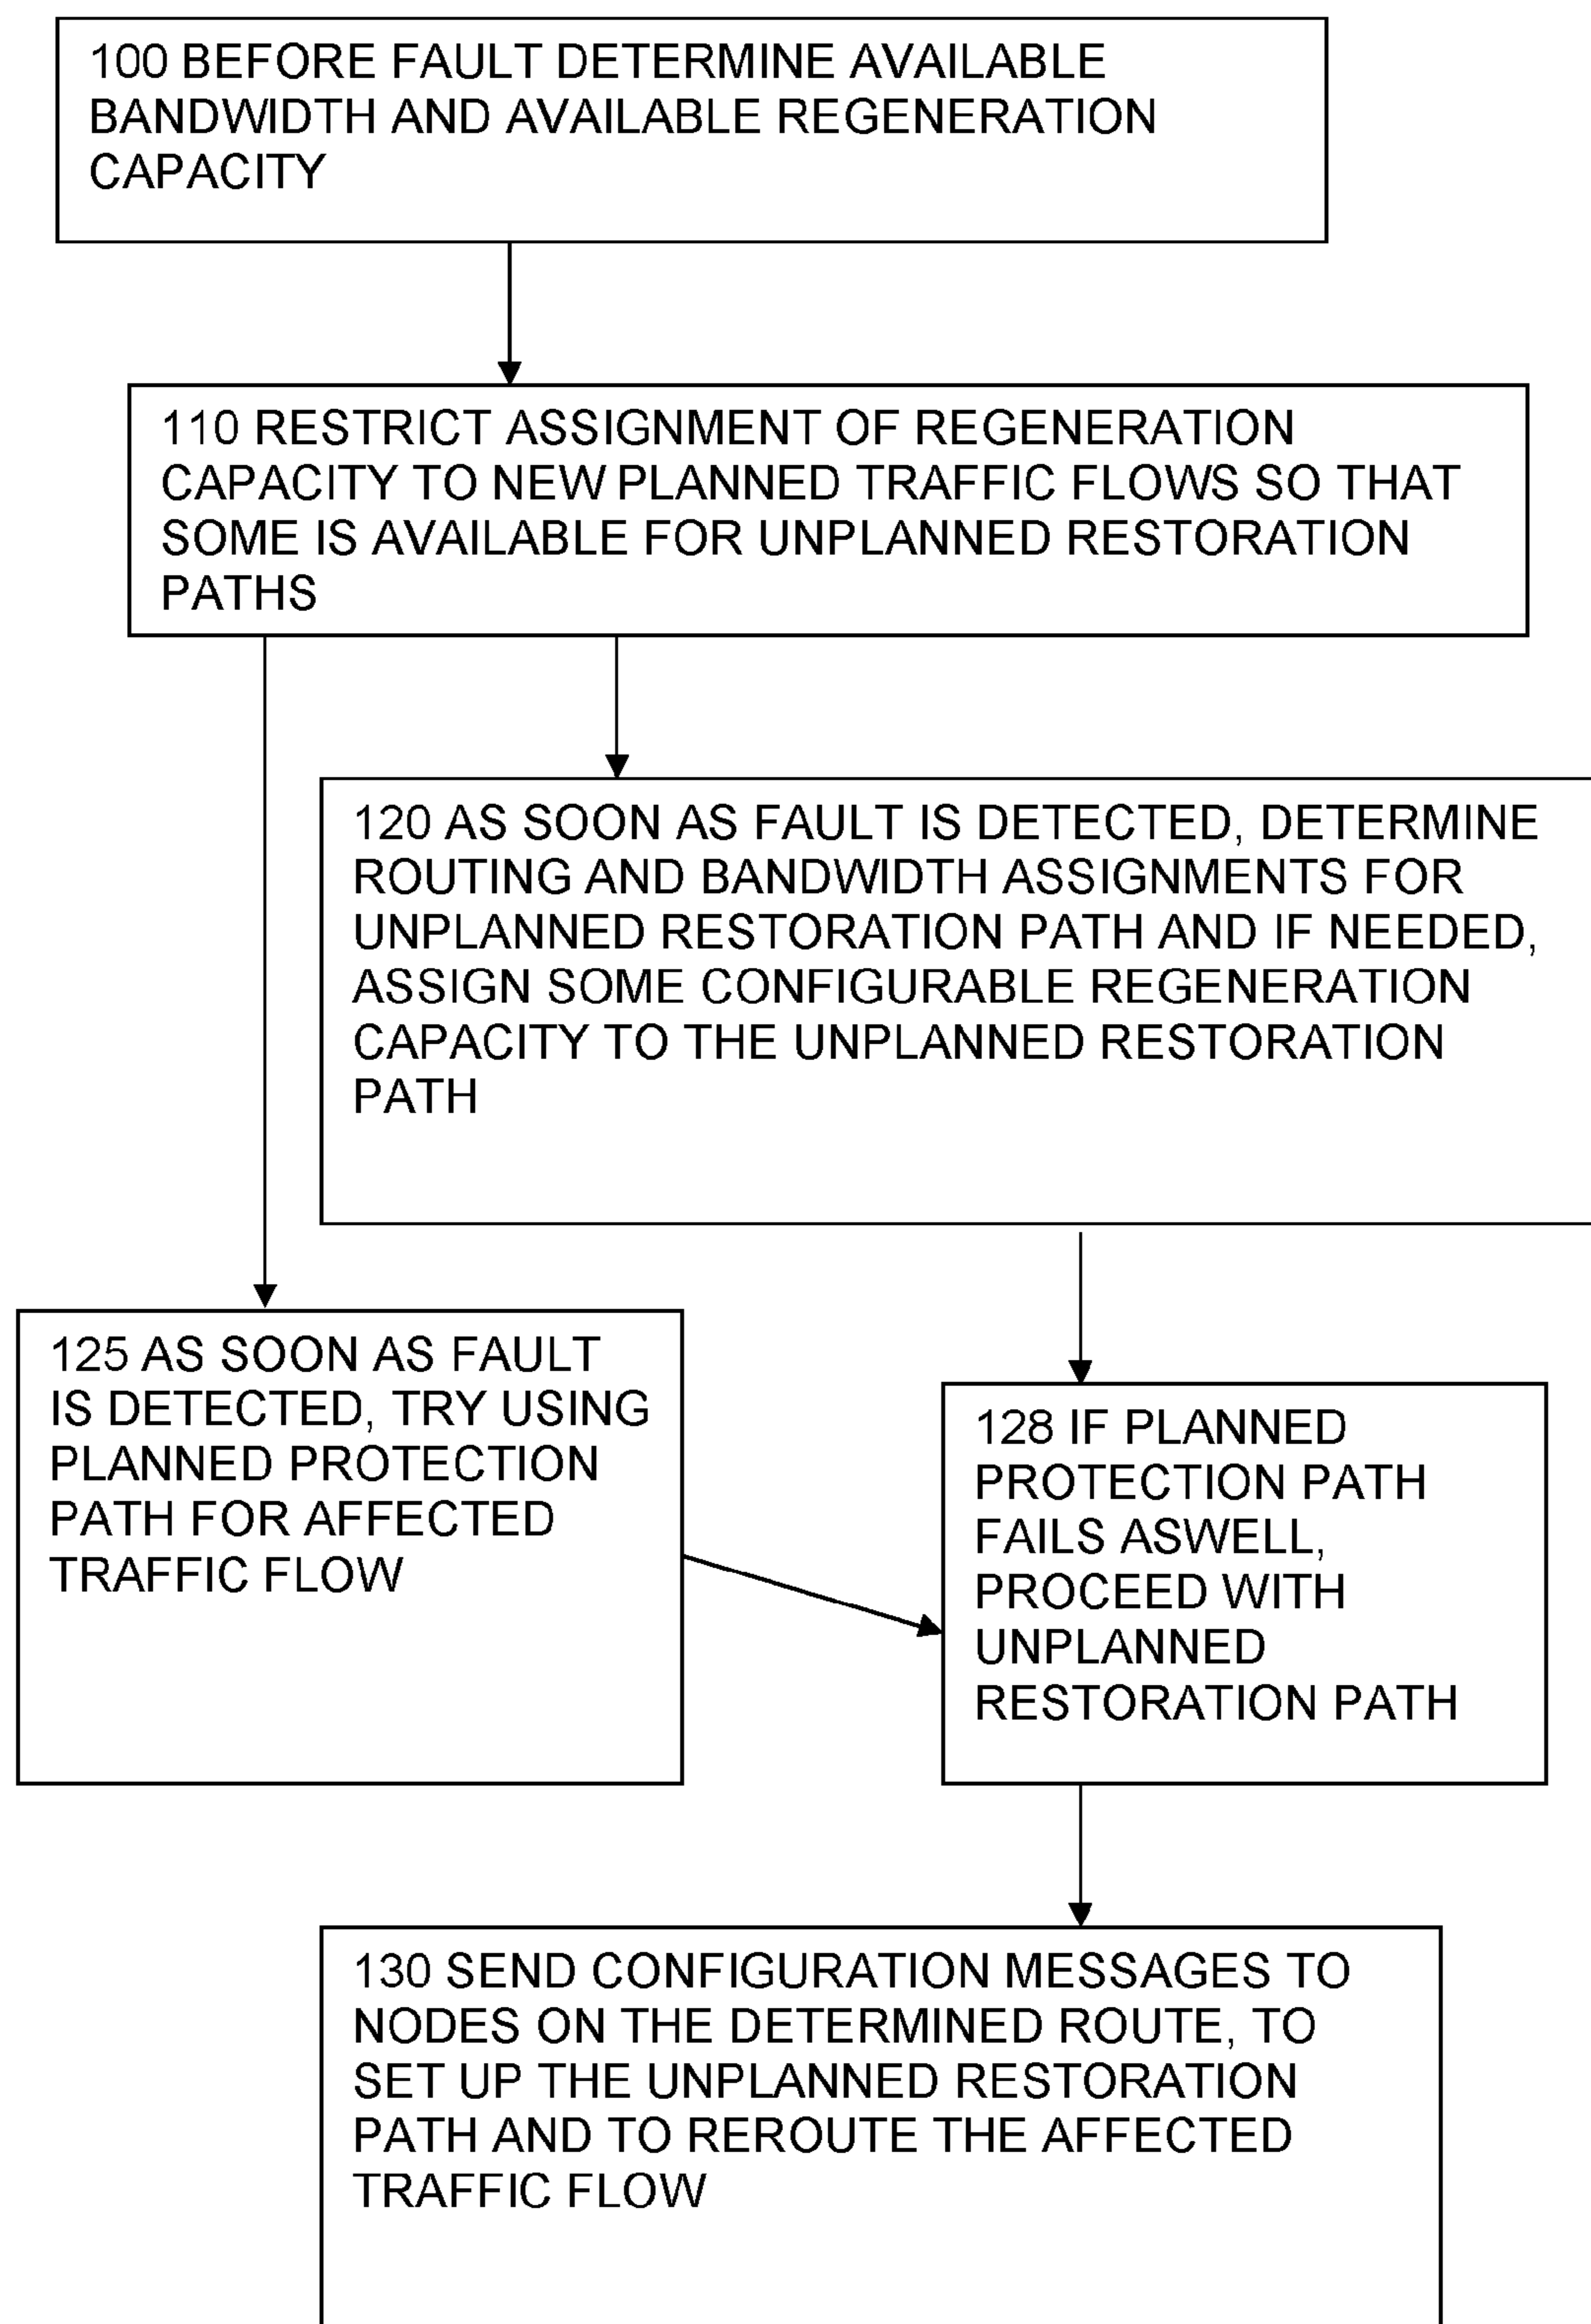 100 BEFORE FAULT DETERMINE AVAILABLE
BANDWIDTH AND AVAILABLE REGENERATION
CAPACITY
110 RESTRICT ASSIGNMENT OF REGENERATION
CAPACITY TO NEW PLANNED TRAFFIC FLOWS SO THAT
SOME IS AVAILABLE FOR UNPLANNED RESTORATION
PATHS
120 AS SOON AS FAULT IS DETECTED, DETERMINE
ROUTING AND BANDWIDTH ASSIGNMENTS FOR
UNPLANNED RESTORATION PATH AND IF NEEDED,
ASSIGN SOME CONFIGURABLE REGENERATION
CAPACITY TO THE UNPLANNED RESTORATION
PATH
125 AS SOON AS FAULT
IS DETECTED, TRY USING
PLANNED PROTECTION
PATH FOR AFFECTED
TRAFFIC FLOW
128 IF PLANNED
PROTECTION PATH
FAILS ASWELL,
PROCEED WITH
UNPLANNED
RESTORATION PATH
130 SEND CONFIGURATION MESSAGES TO
NODES ON THE DETERMINED ROUTE, TO
SET UP THE UNPLANNED RESTORATION
PATH AND TO REROUTE THE AFFECTED
TRAFFIC FLOW